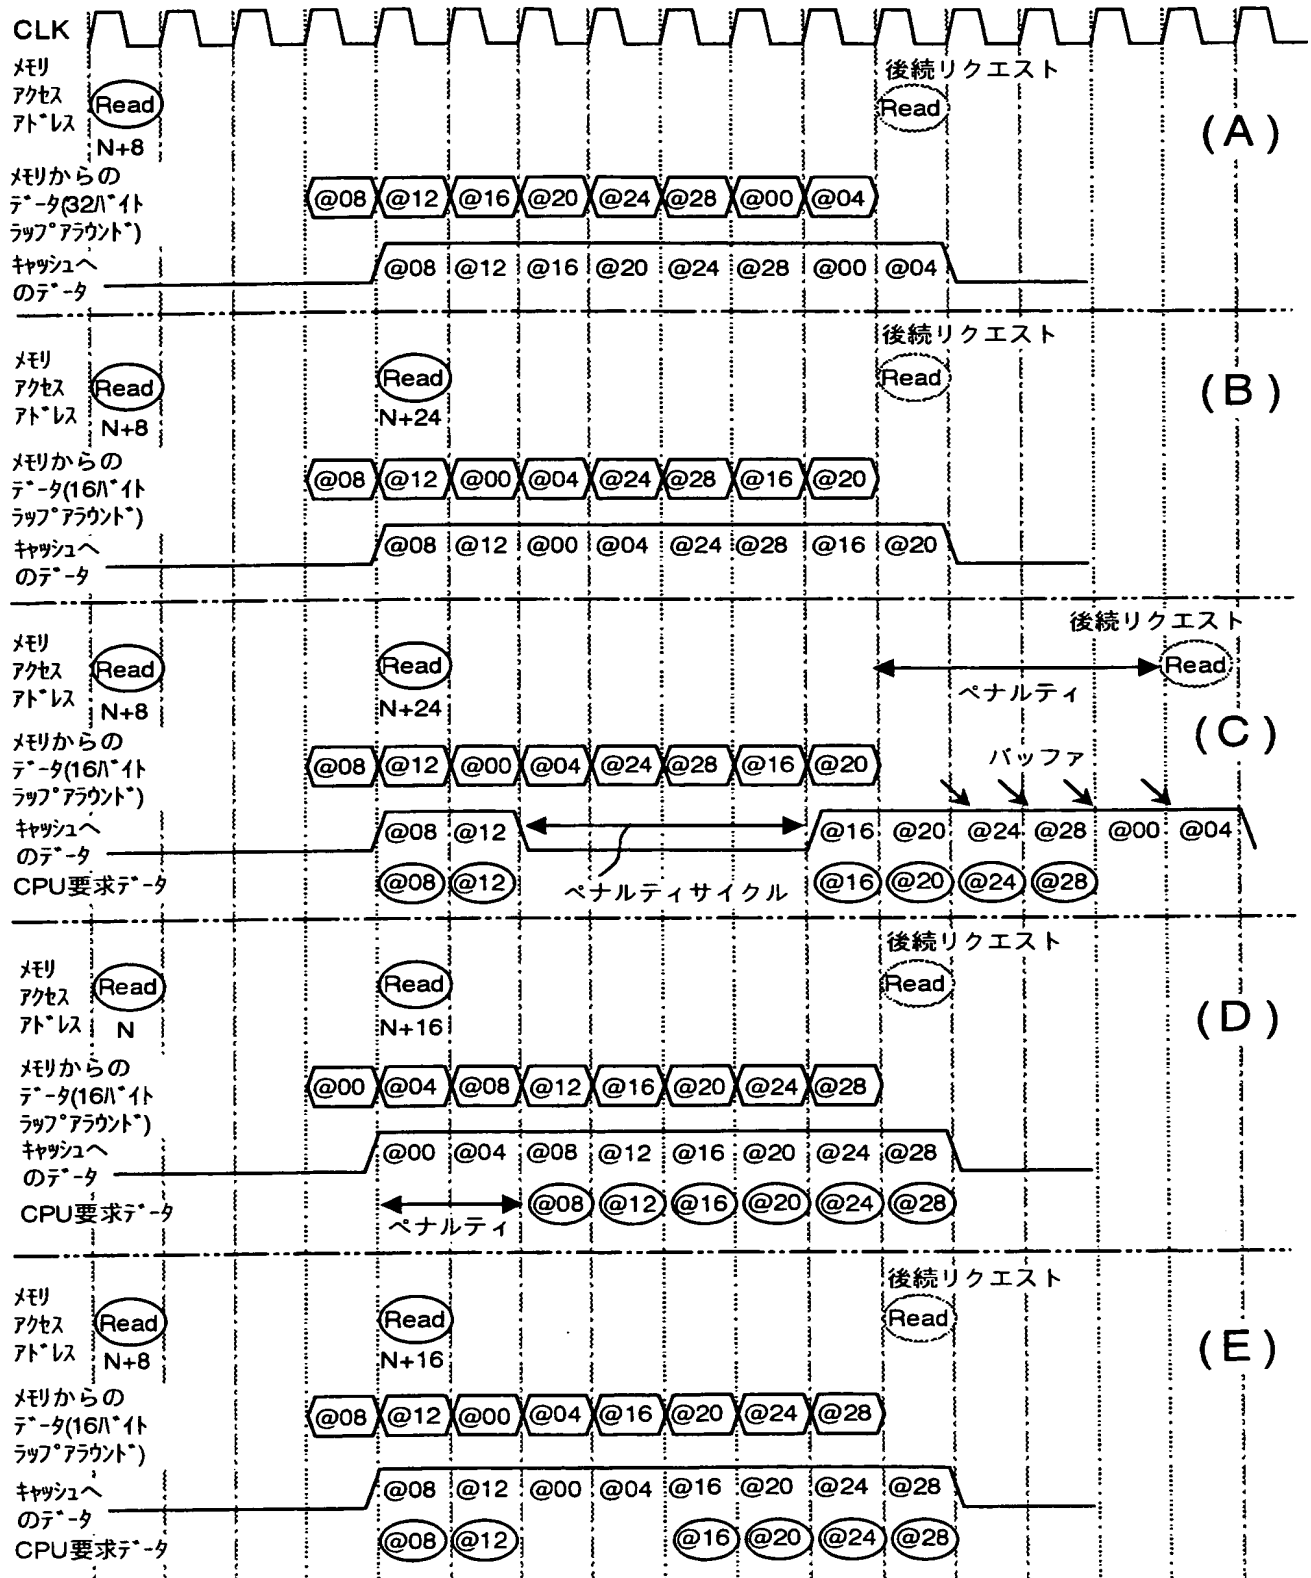 CLK
メモリ
アクセス
アドレス
Read
N+8
後続リクエスト
Read
(A)
メモリからの
データ(32バイト
ラップアラウンド)
@08 @12 @16 @20 @24 @28 @00 @04
キャッシュへ
のデータ
@08 @12 @16 @20 @24 @28 @00 @04
メモリ
アクセス
アドレス
Read
N+8
Read
N+24
後続リクエスト
Read
(B)
メモリからの
データ(16バイト
ラップアラウンド)
@08 @12 @00 @04 @24 @28 @16 @20
キャッシュへ
のデータ
@08 @12 @00 @04 @24 @28 @16 @20
メモリ
アクセス
アドレス
Read
N+8
Read
N+24
後続リクエスト
Read
ペナルティ
(C)
メモリからの
データ(16バイト
ラップアラウンド)
@08 @12 @00 @04 @24 @28 @16 @20
バッファ
キャッシュへ
のデータ
@08 @12 @16 @20 @24 @28 @00 @04
CPU要求データ
@08 @12 ペナルティサイクル @16 @20 @24 @28
メモリ
アクセス
アドレス
Read
N
Read
N+16
後続リクエスト
Read
(D)
メモリからの
データ(16バイト
ラップアラウンド)
@00 @04 @08 @12 @16 @20 @24 @28
キャッシュへ
のデータ
@00 @04 @08 @12 @16 @20 @24 @28
CPU要求データ
ペナルティ
@08 @12 @16 @20 @24 @28
メモリ
アクセス
アドレス
Read
N+8
Read
N+16
後続リクエスト
Read
(E)
メモリからの
データ(16バイト
ラップアラウンド)
@08 @12 @00 @04 @16 @20 @24 @28
キャッシュへ
のデータ
@08 @12 @00 @04 @16 @20 @24 @28
CPU要求データ
@08 @12 @16 @20 @24 @28